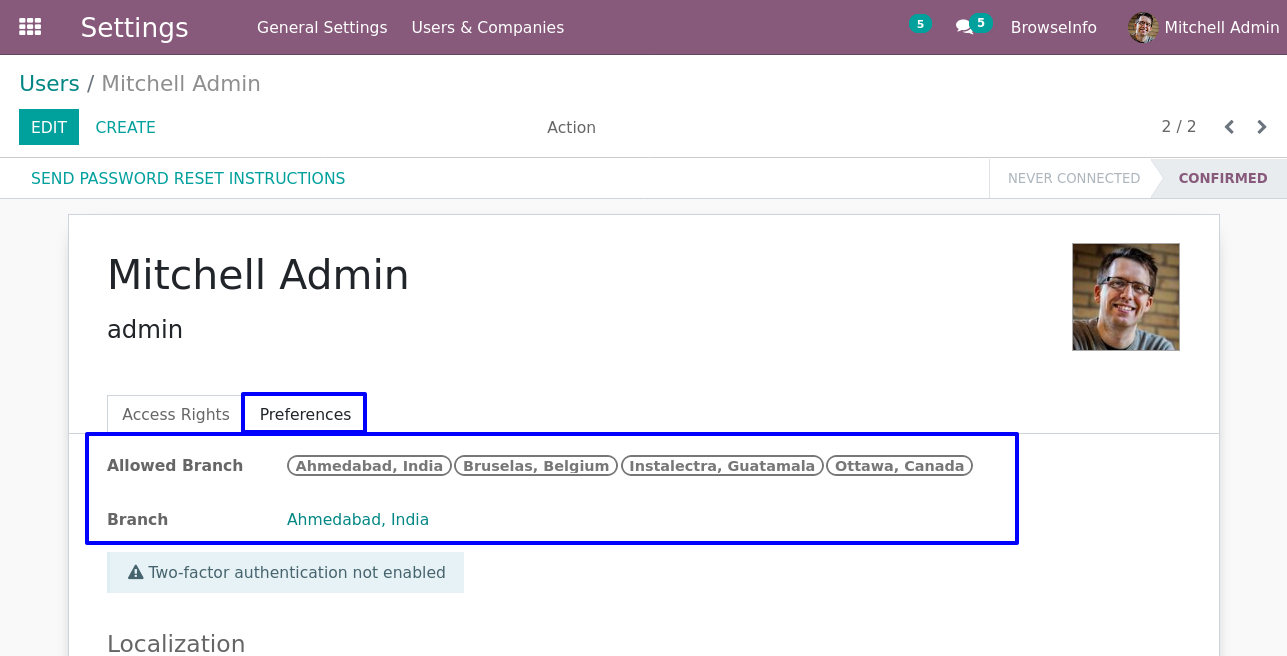 Settings General Settings Users & Companies 5 5 BrowseInfo Mitchell Admin
Users / Mitchell Admin
EDIT CREATE Action 2 / 2
SEND PASSWORD RESET INSTRUCTIONS NEVER CONNECTED CONFIRMED
Mitchell Admin
admin
Access Rights Preferences
Allowed Branch Ahmedabad, India Bruselas, Belgium Instalectra, Guatamala Ottawa, Canada
Branch Ahmedabad, India
Two-factor authentication not enabled
Localization